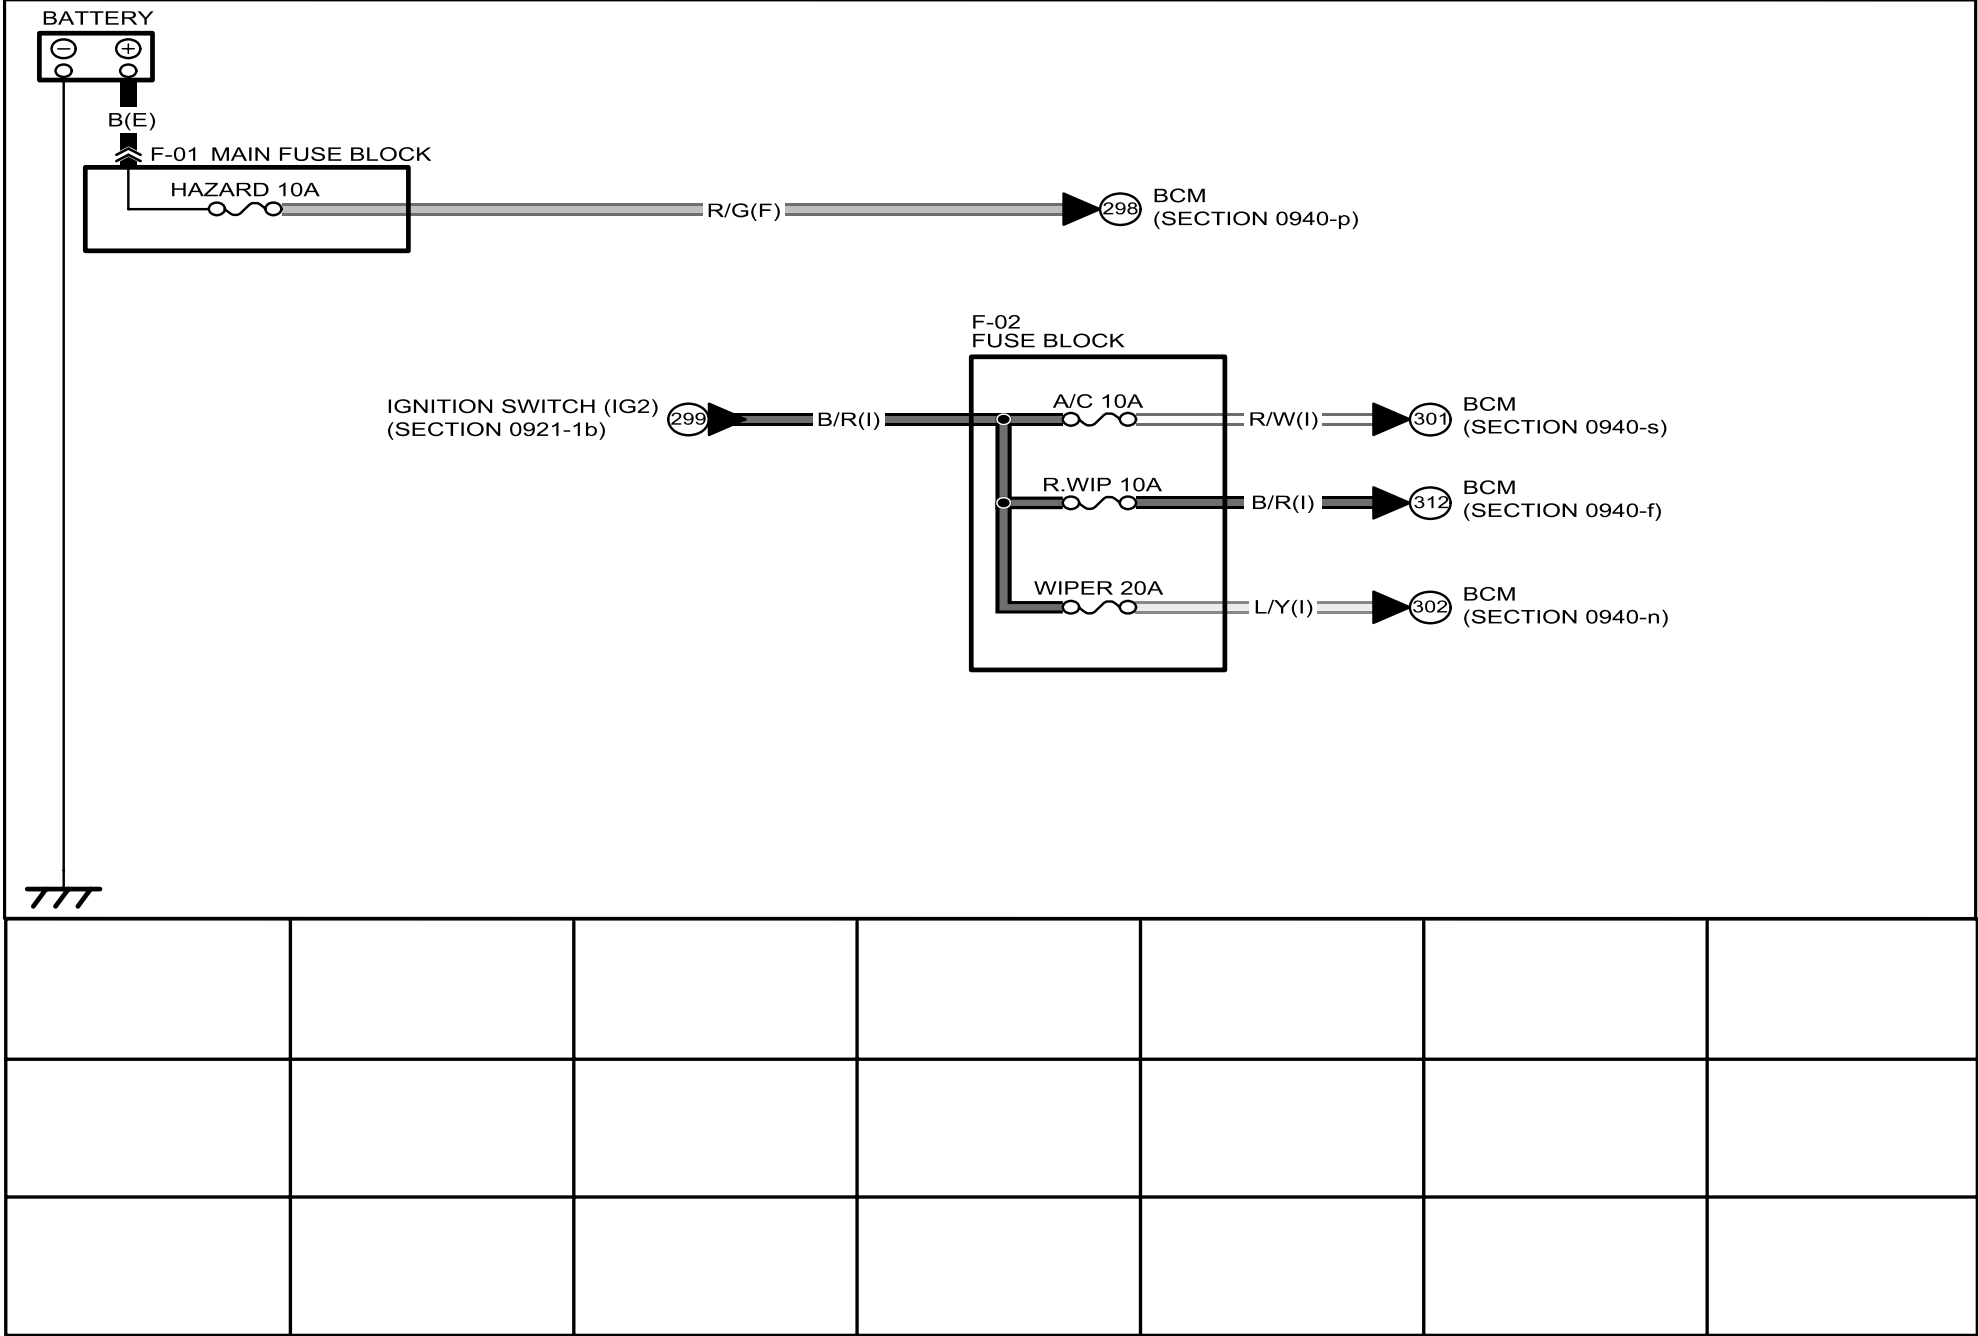 BATTERY
B(E)
F-01 MAIN FUSE BLOCK
HAZARD 10A
R/G(F)
298
BCM
(SECTION 0940-p)
F-02
FUSE BLOCK
IGNITION SWITCH (IG2)
(SECTION 0921-1b)
299
B/R(I)
A/C 10A
R/W(I)
301
BCM
(SECTION 0940-s)
R.WIP 10A
B/R(I)
312
BCM
(SECTION 0940-f)
WIPER 20A
L/Y(I)
302
BCM
(SECTION 0940-n)